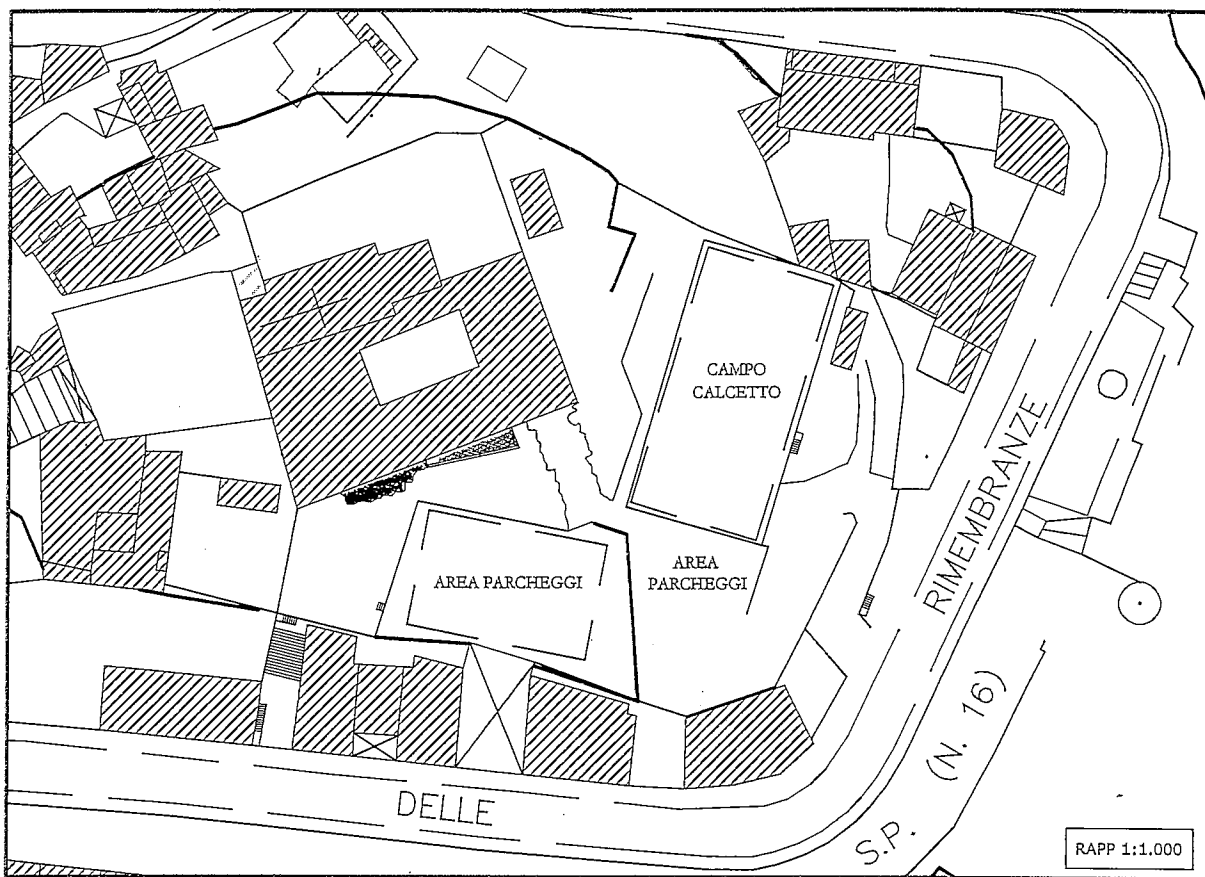 CAMPO
CALCETTO
AREA PARCHEGGI
AREA
PARCHEGGI
DELLE
RIMEMBRANZE
S.P. (N. 16)
RAPP 1:1.000